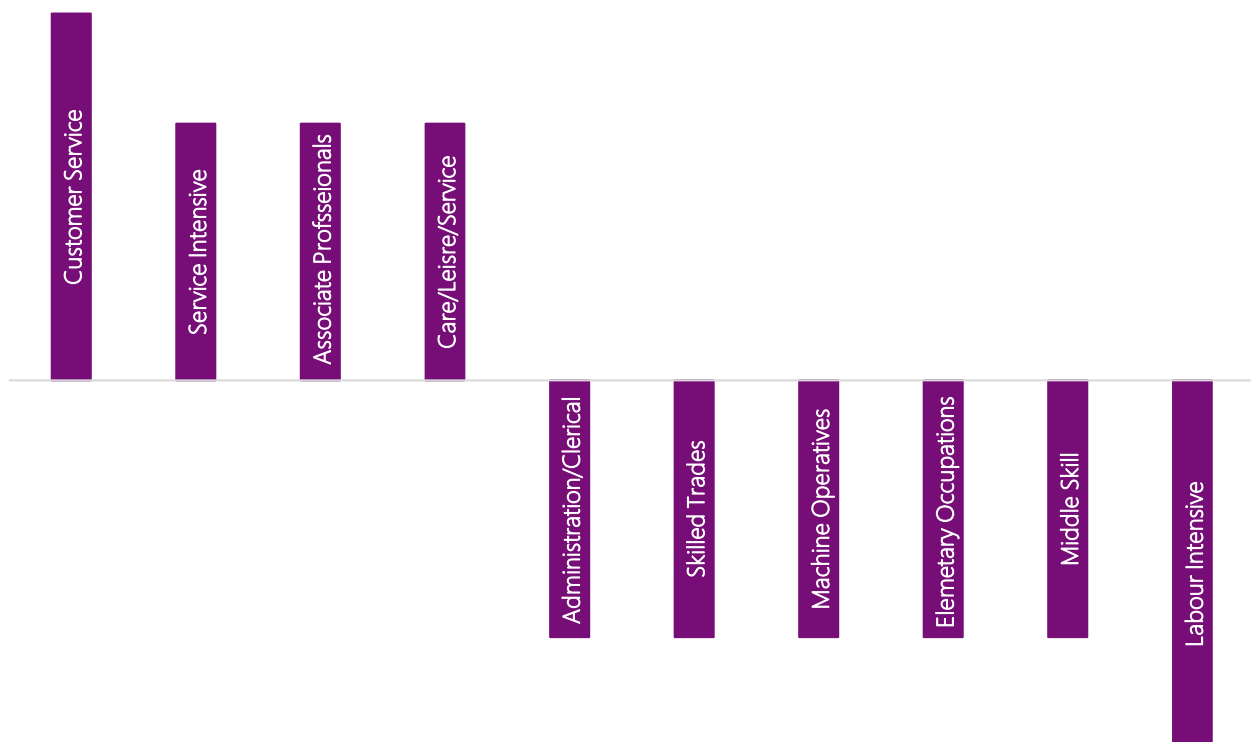 Customer Service
Service Intensive
Associate Profsseionals
Care/Leisre/Service
Administration/Clerical
Skilled Trades
Machine Operatives
Elemetary Occupations
Middle Skill
Labour Intensive